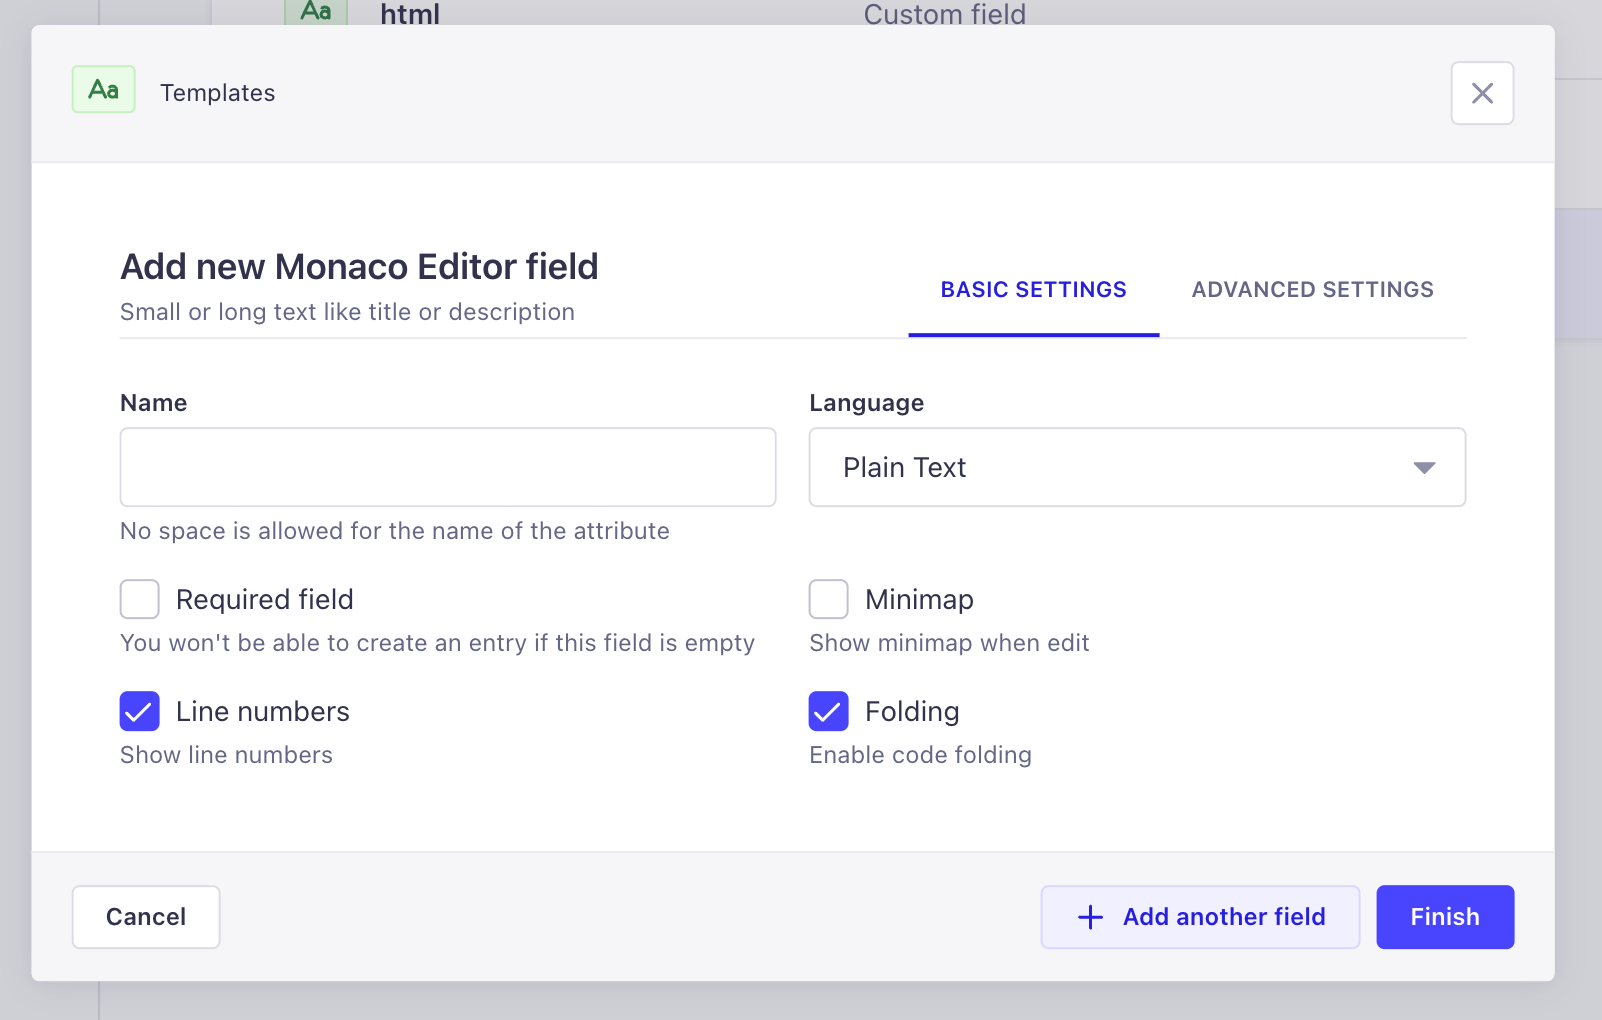 Aa html Custom field
Aa Templates
Add new Monaco Editor field
Small or long text like title or description
BASIC SETTINGS ADVANCED SETTINGS
Name
No space is allowed for the name of the attribute
Language
Plain Text
Required field
You won't be able to create an entry if this field is empty
Minimap
Show minimap when edit
Line numbers
Show line numbers
Folding
Enable code folding
Cancel
Add another field
Finish